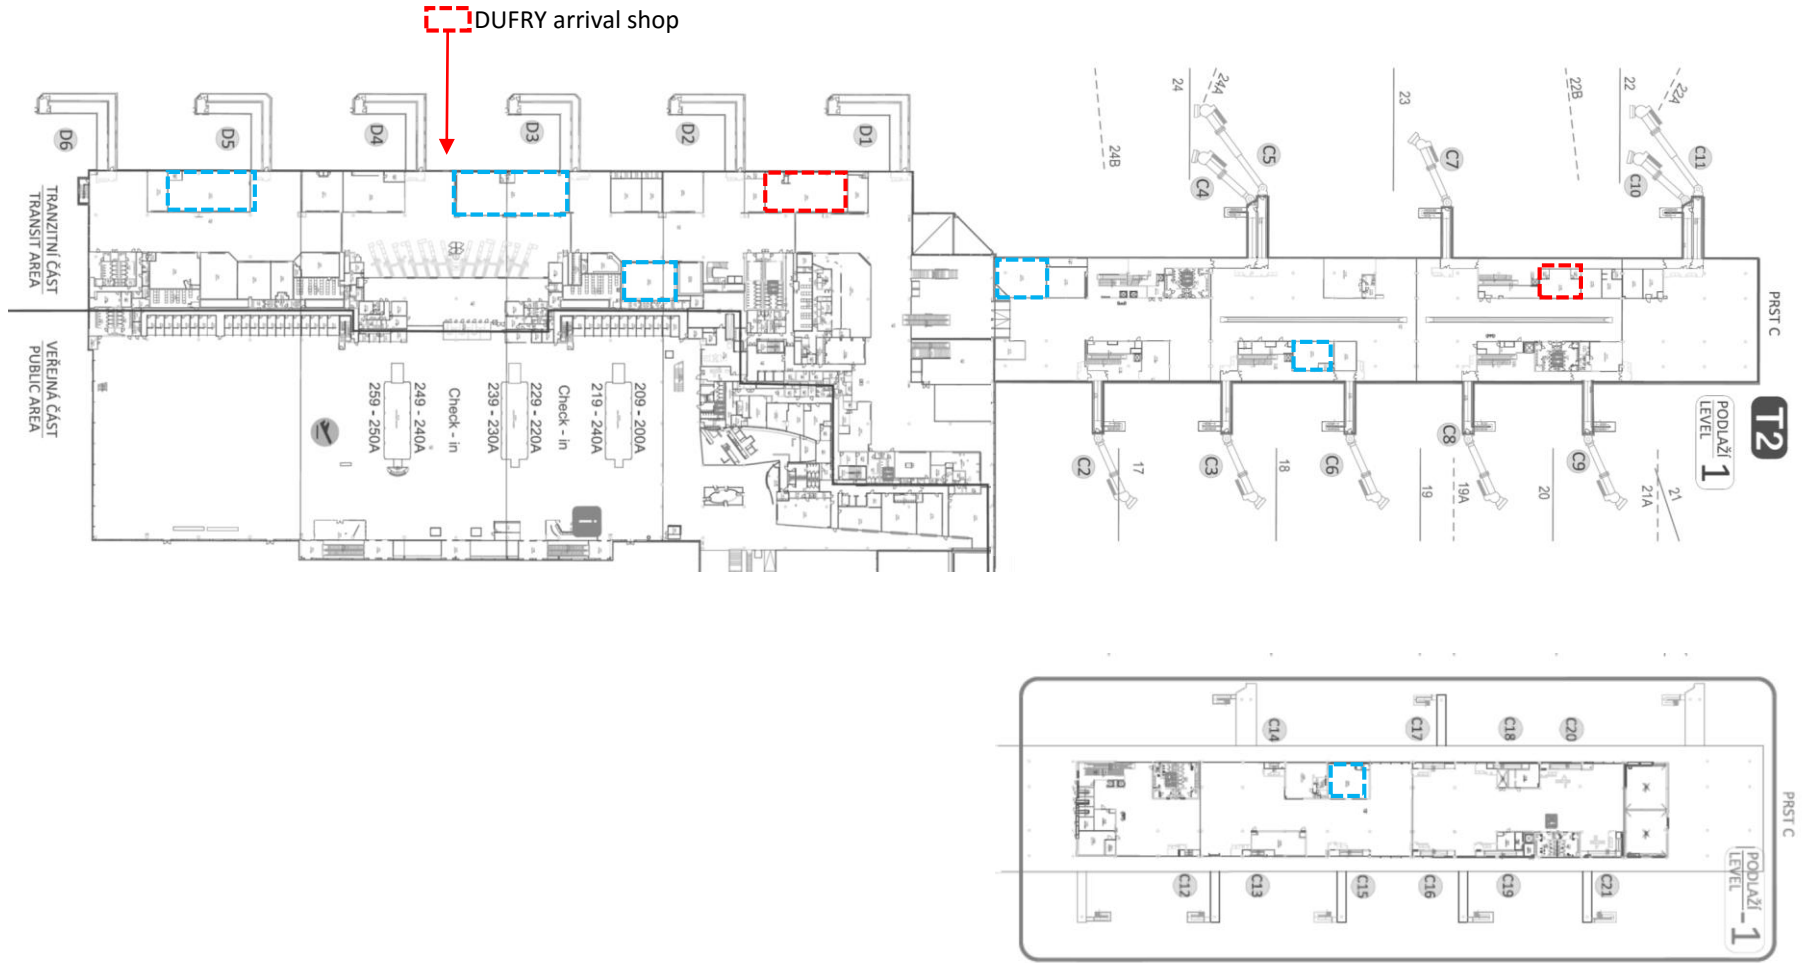 DUFRY arrival shop
D6
D5
D4
D3
D2
D1
24
24A
24B
23
22B
22
22A
C5
C4
C7
C11
C10
TRANZITNÍ ČÁST
TRANSIT AREA
VEŘEJNÁ ČÁST
PUBLIC AREA
259 - 250A
249 - 240A
Check - in
239 - 230A
229 - 220A
Check - in
219 - 240A
209 - 200A
i
PRST C
T2
PODLAŽÍ
LEVEL
1
C2
17
C3
18
C6
19
C8
19A
20
C9
21A
21
C14
C17
C18
C20
C12
C13
C15
C16
C19
C21
PRST C
PODLAŽÍ
LEVEL
-1